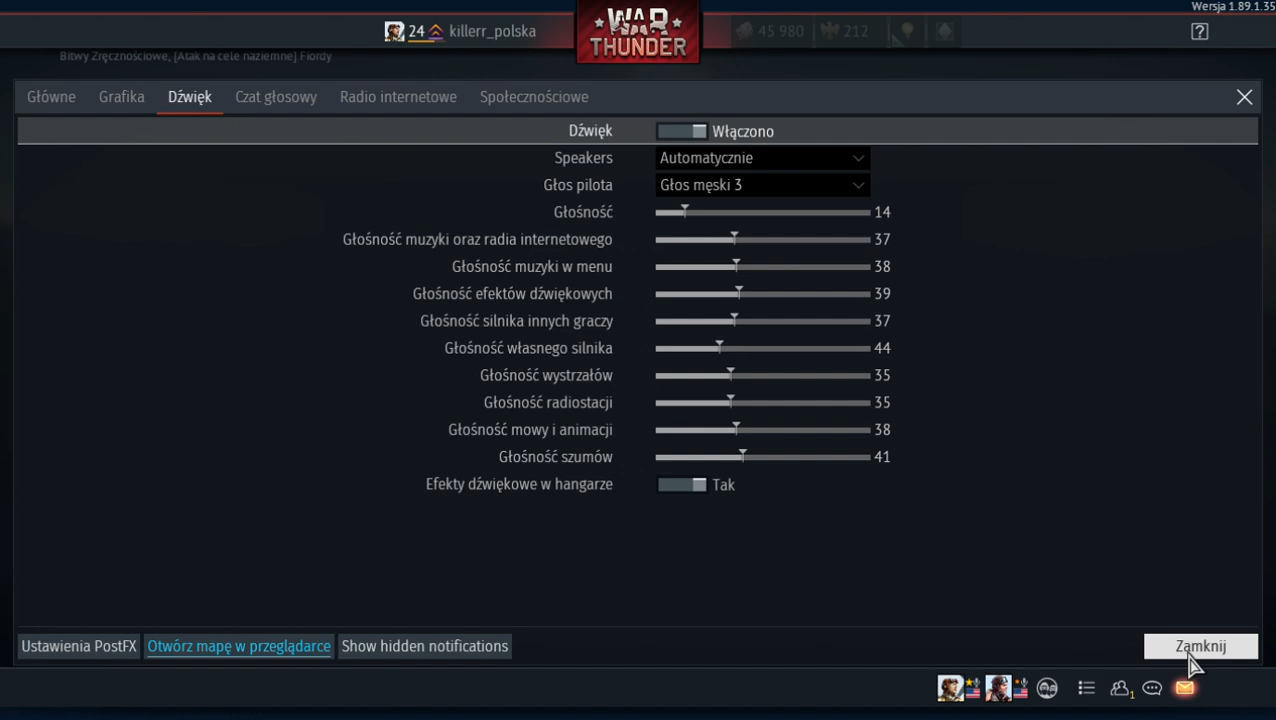 Wersja 1.89.1.35
24 killerr_polska
WAR
THUNDER
45 980
212
?
Bitwy Zręcznościowe, [Atak na cele naziemne] Fiordy
Główne
Grafika
Dźwięk
Czat głosowy
Radio internetowe
Społecznościowe
Dźwięk Włączono
Speakers Automatycznie
Głos pilota Głos męski 3
Głośność 14
Głośność muzyki oraz radia internetowego 37
Głośność muzyki w menu 38
Głośność efektów dźwiękowych 39
Głośność silnika innych graczy 37
Głośność własnego silnika 44
Głośność wystrzałów 35
Głośność radiostacji 35
Głośność mowy i animacji 38
Głośność szumów 41
Efekty dźwiękowe w hangarze Tak
Ustawienia PostFX
Otwórz mapę w przeglądarce
Show hidden notifications
Zamknij
1